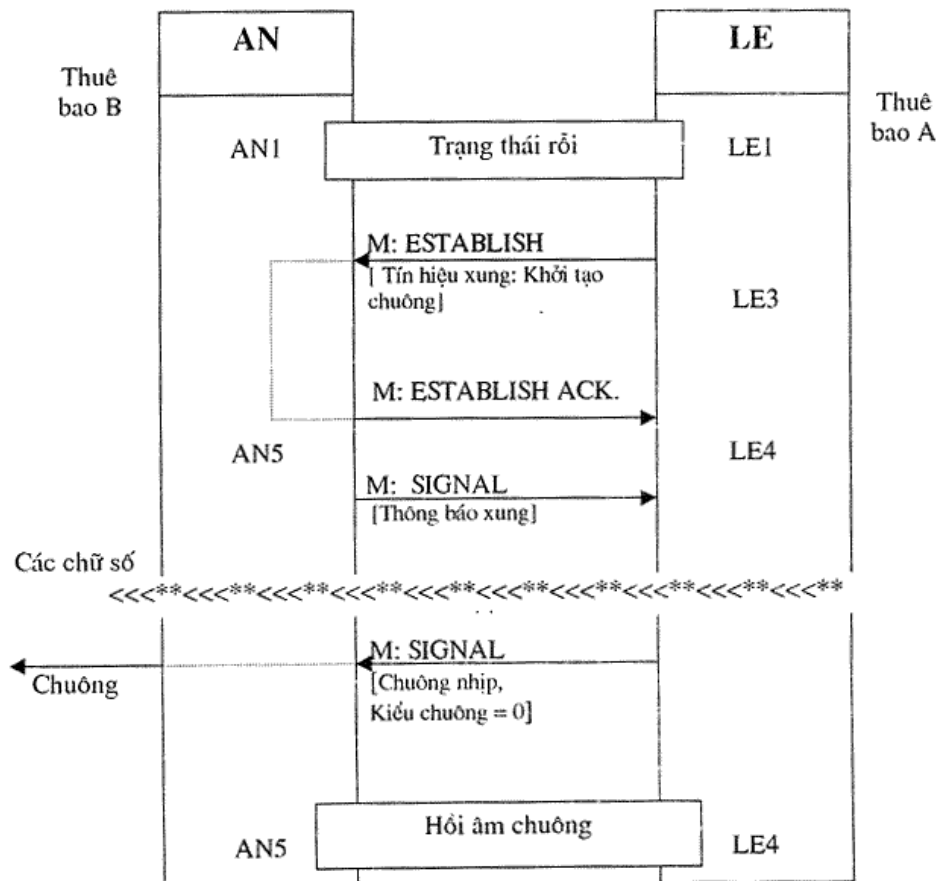 AN
LE
Thuê
bao B
Thuê
bao A
AN1
Trạng thái rỗi
LE1
M: ESTABLISH
[ Tín hiệu xung: Khởi tạo
chuông]
LE3
M: ESTABLISH ACK.
AN5
LE4
M: SIGNAL
[Thông báo xung]
Các chữ số
<<<**<<<**<<<**<<<**<<<**<<<**<<<**<<<**<<<**<<<**
M: SIGNAL
Chuông
[Chuông nhịp,
Kiểu chuông = 0]
Hồi âm chuông
AN5
LE4